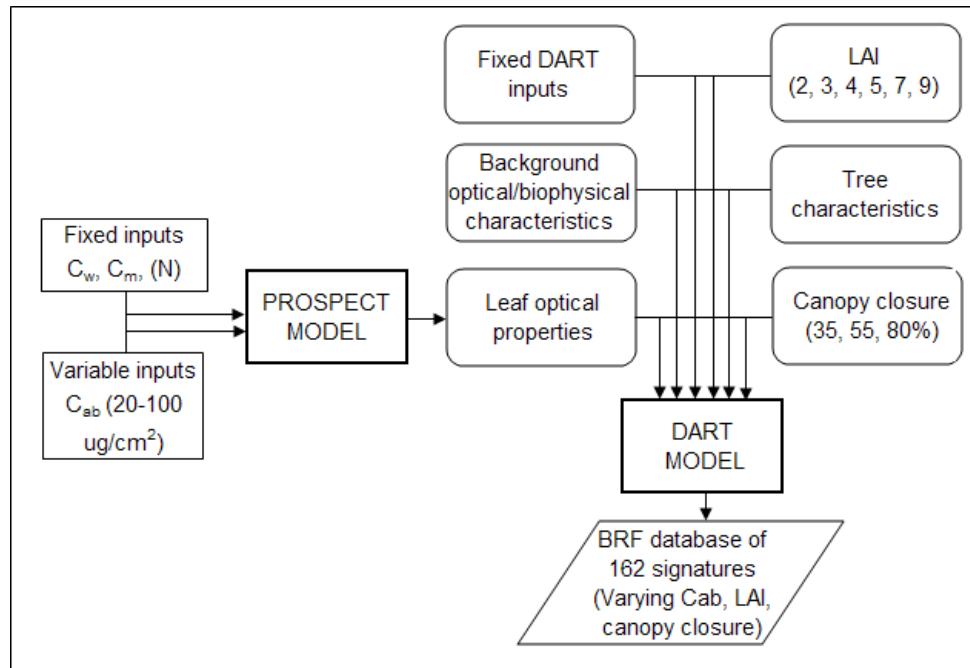 Fixed DART
inputs
LAI
(2, 3, 4, 5, 7, 9)
Background
optical/biophysical
characteristics
Tree
characteristics
Fixed inputs
Cw, Cm, (N)
PROSPECT
MODEL
Leaf optical
properties
Canopy closure
(35, 55, 80%)
Variable inputs
Cab (20-100
ug/cm²)
DART
MODEL
BRF database of
162 signatures
(Varying Cab, LAI,
canopy closure)